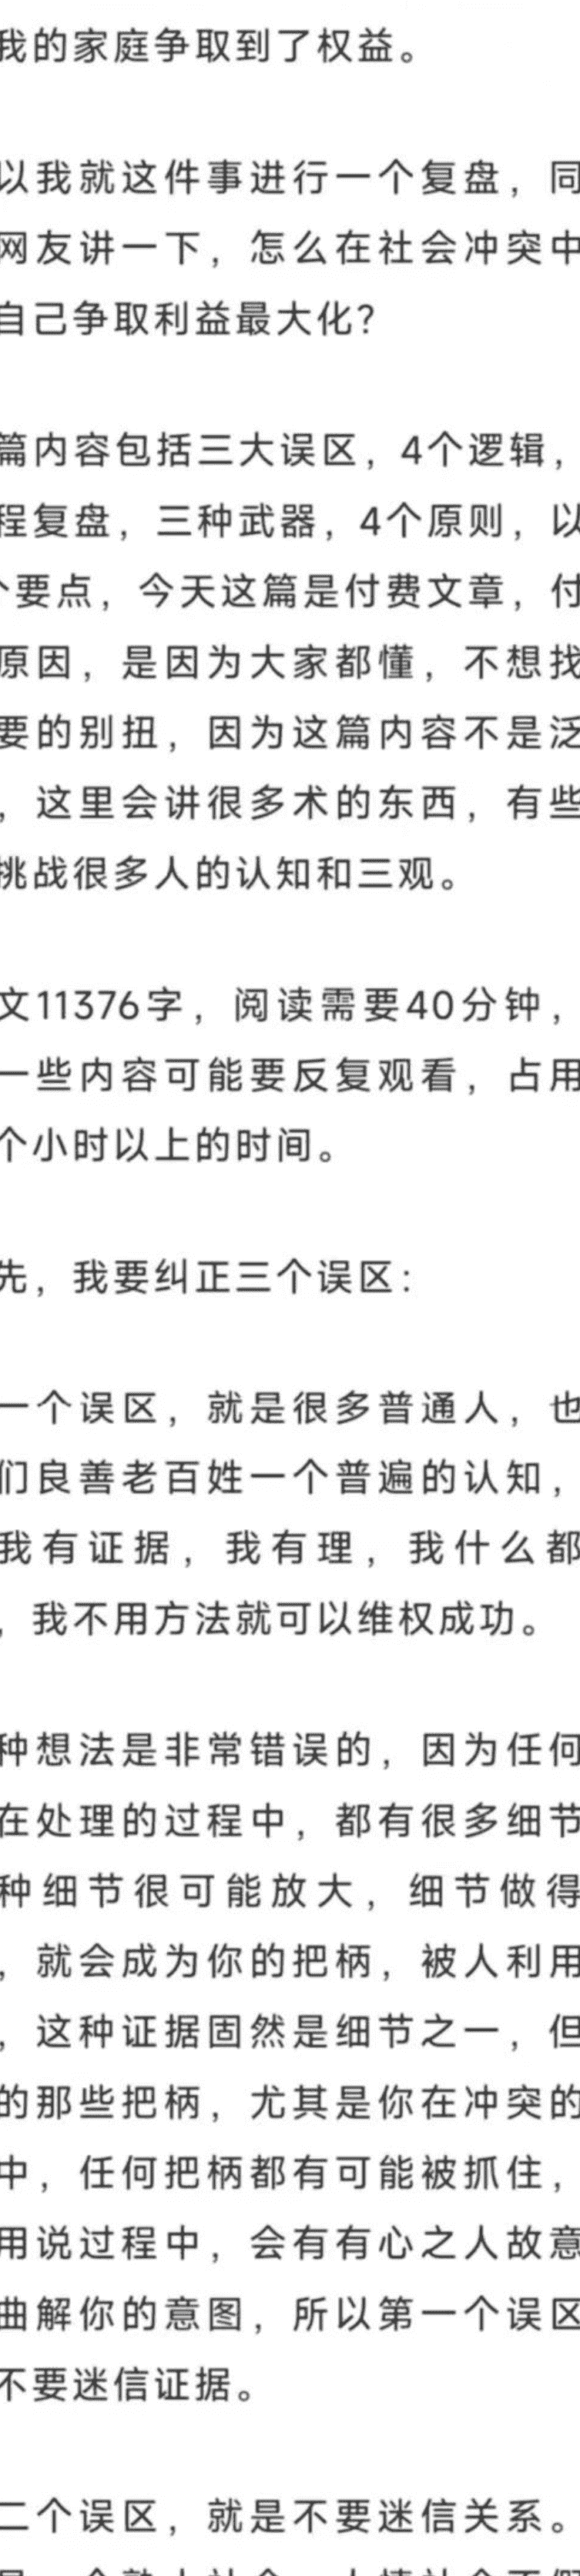 我的家庭争取到了权益。
以我就这件事进行一个复盘，同
网友讲一下，怎么在社会冲突中
自己争取利益最大化？
篇内容包括三大误区，4个逻辑，
程复盘，三种武器，4个原则，以
要点，今天这篇是付费文章，付
原因，是因为大家都懂，不想找
要的别扭，因为这篇内容不是泛
，这里会讲很多术的东西，有些
挑战很多人的认知和三观。
文11376字，阅读需要40分钟，
一些内容可能要反复观看，占用
个小时以上的时间。
先，我要纠正三个误区：
一个误区，就是很多普通人，也
们良善老百姓一个普遍的认知，
我有证据，我有理，我什么都
，我不用方法就可以维权成功。
种想法是非常错误的，因为任何
在处理的过程中，都有很多细节
种细节很可能放大，细节做得
，就会成为你的把柄，被人利用
，这种证据固然是细节之一，但
的那些把柄，尤其是你在冲突的
中，任何把柄都有可能被抓住，
用说过程中，会有有心之人故意
曲解你的意图，所以第一个误区
不要迷信证据。
二个误区，就是不要迷信关系。